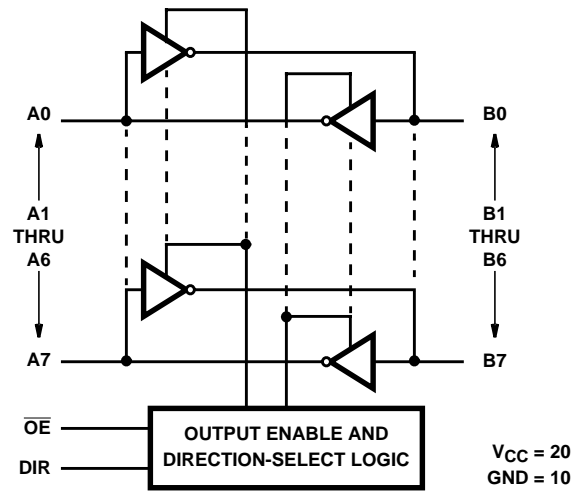 A0
B0
A1
THRU
A6
B1
THRU
B6
A7
B7
O̅E̅
DIR
OUTPUT ENABLE AND
DIRECTION-SELECT LOGIC
VCC = 20
GND = 10